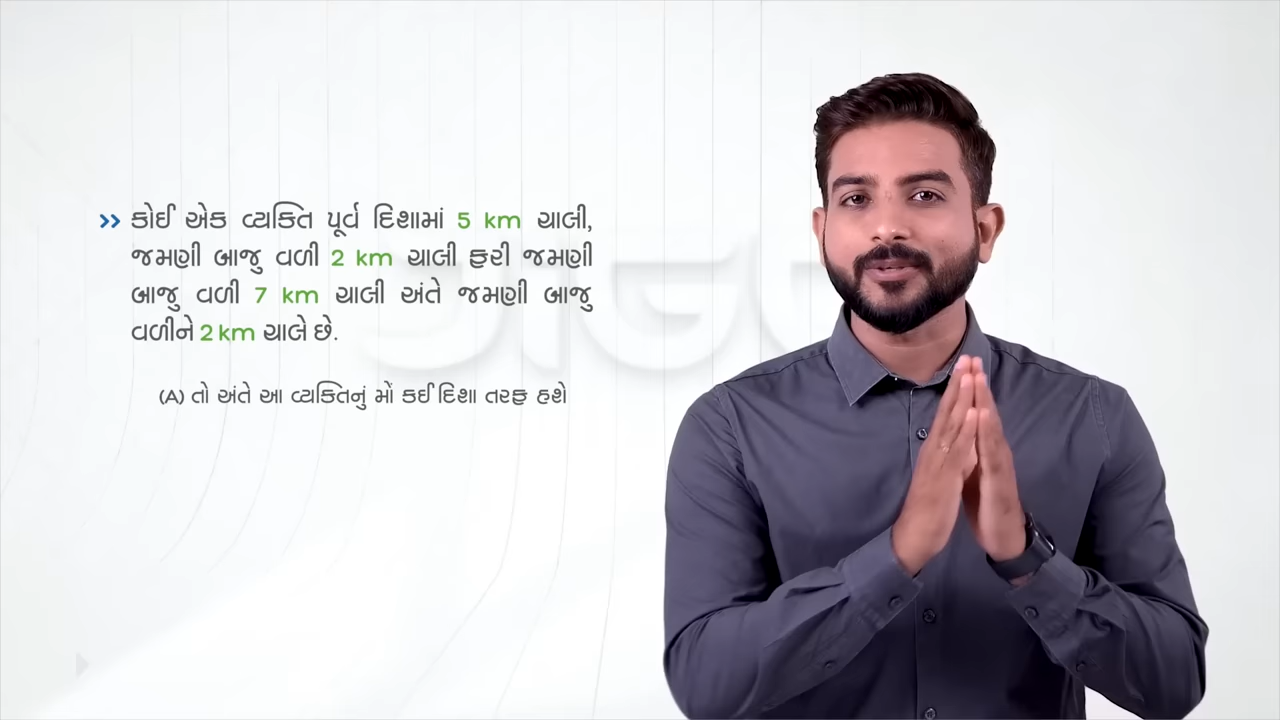 >> કોઈ એક વ્યક્તિ પૂર્વ દિશામાં 5 km ચાલી,
જમણી બાજુ વળી 2 km ચાલી ફરી જમણી
બાજુ વળી 7 km ચાલી અંતે જમણી બાજુ
વળીને 2 km ચાલે છે.
(A) તો અંતે આ વ્યક્તિનું મોં કઈ દિશા તરફ હશે